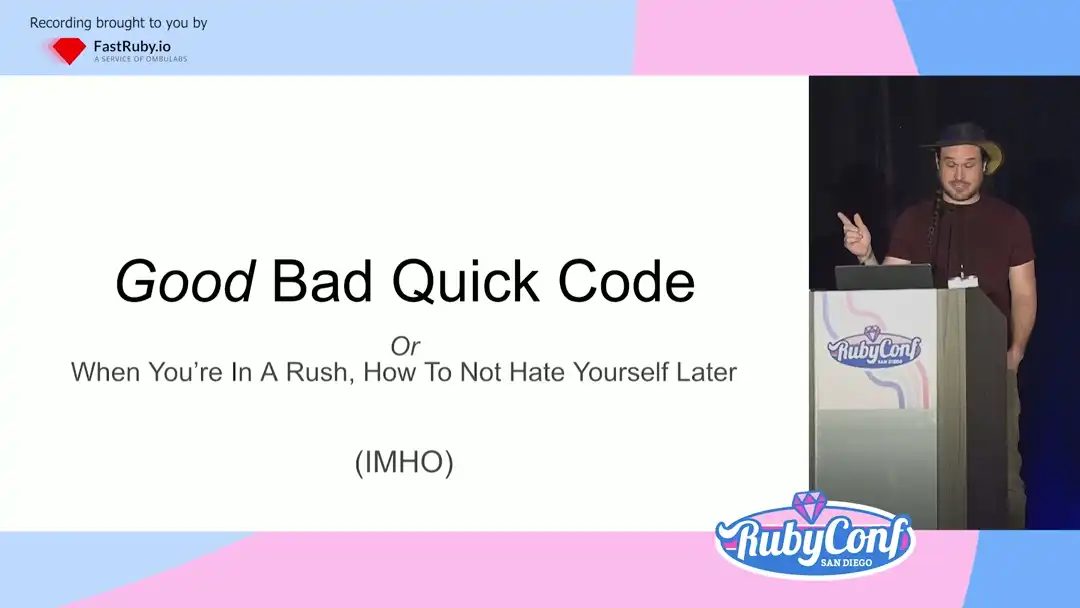 Recording brought to you by
FastRuby.io
A SERVICE OF OMBULABS
Good Bad Quick Code
Or
When You're In A Rush, How To Not Hate Yourself Later
(IMHO)
RubyConf
SAN DIEGO
RubyConf
SAN DIEGO